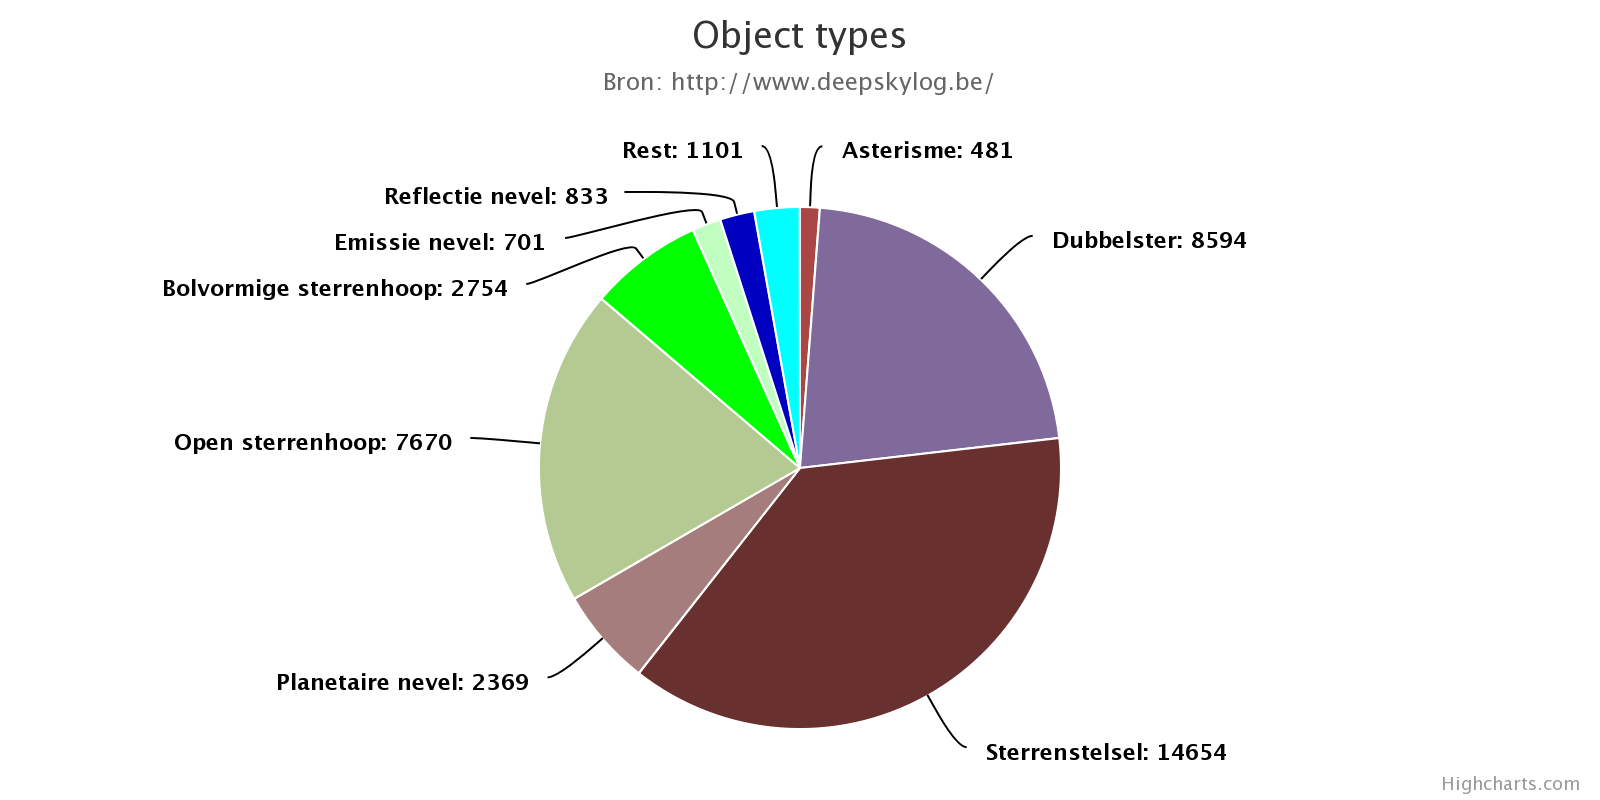 Object types
Bron: http://www.deepskylog.be/
Rest: 1101
Asterisme: 481
Reflectie nevel: 833
Dubbelster: 8594
Emissie nevel: 701
Bolvormige sterrenhoop: 2754
Open sterrenhoop: 7670
Planetaire nevel: 2369
Sterrenstelsel: 14654
Highcharts.com